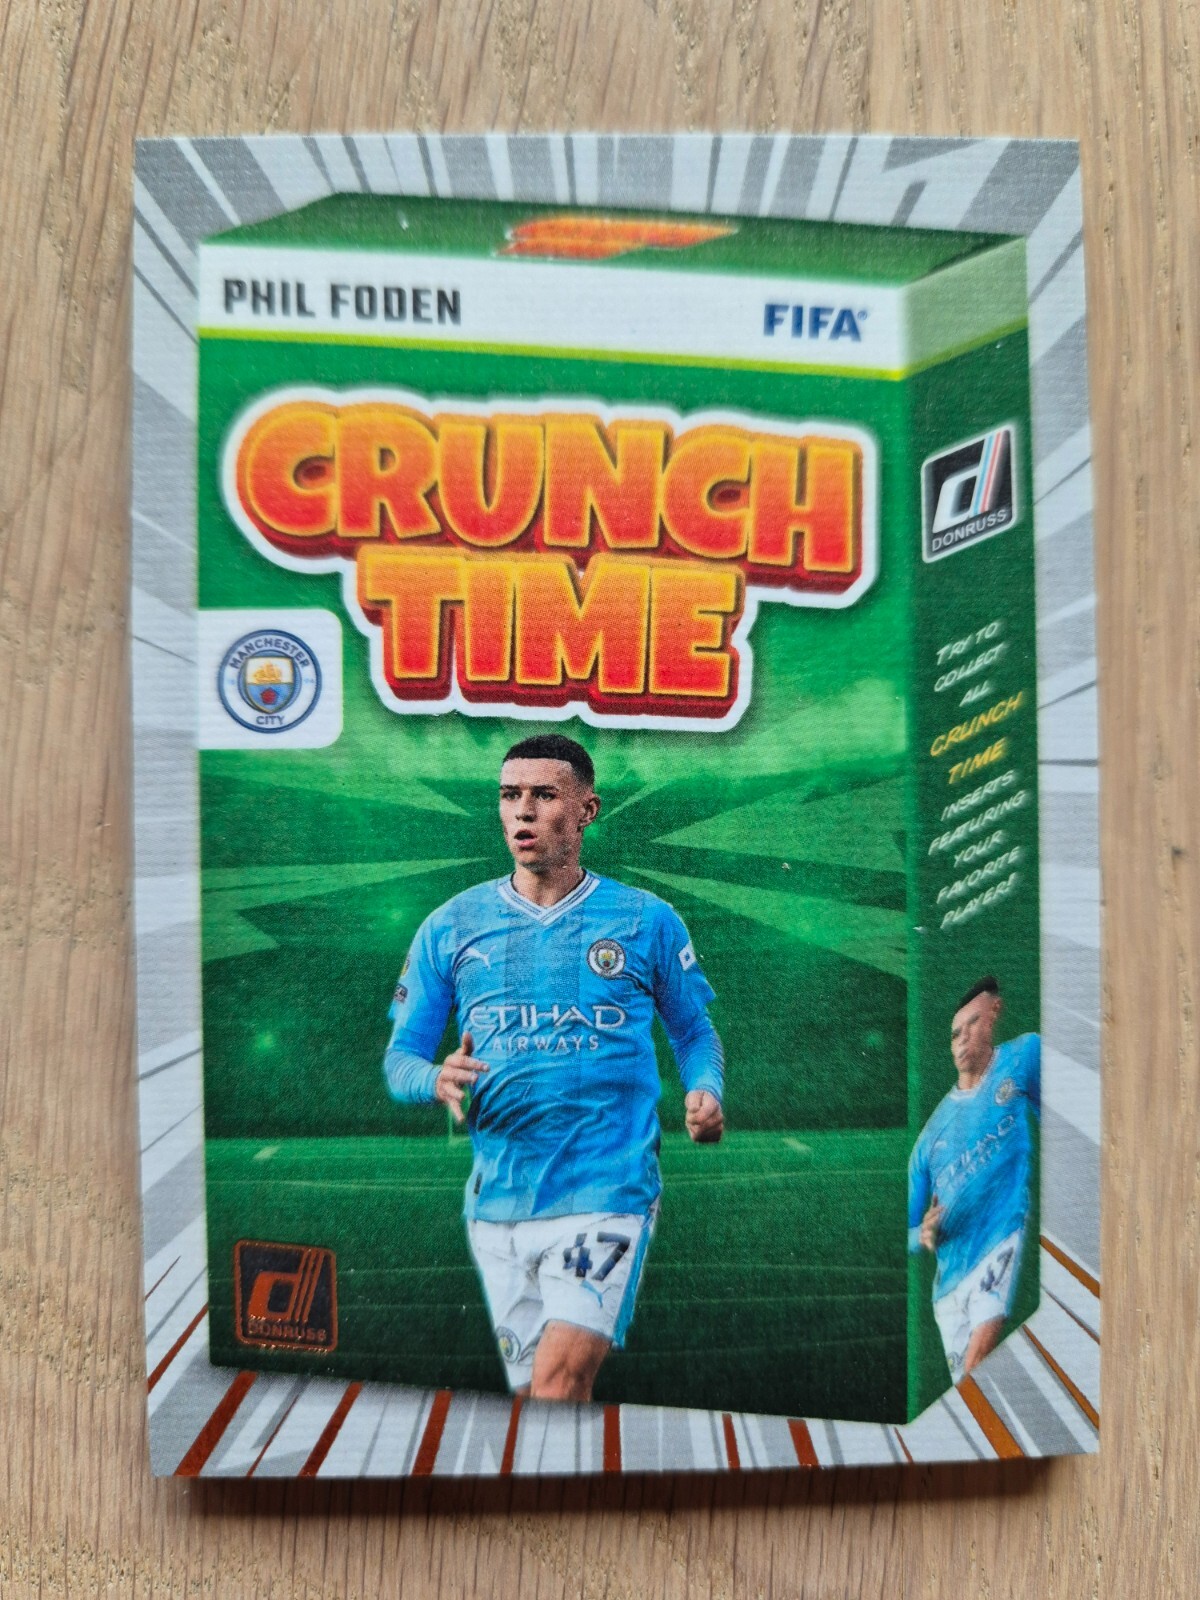 PHIL FODEN
FIFA®
CRUNCH
TIME
MANCHESTER
CITY
DONRUSS
TRY TO
COLLECT
ALL
CRUNCH
TIME
INSERTS
FEATURING
YOUR
FAVORITE
PLAYER!
ETIHAD
AIRWAYS
47
ETIHAD
47
DONRUSS